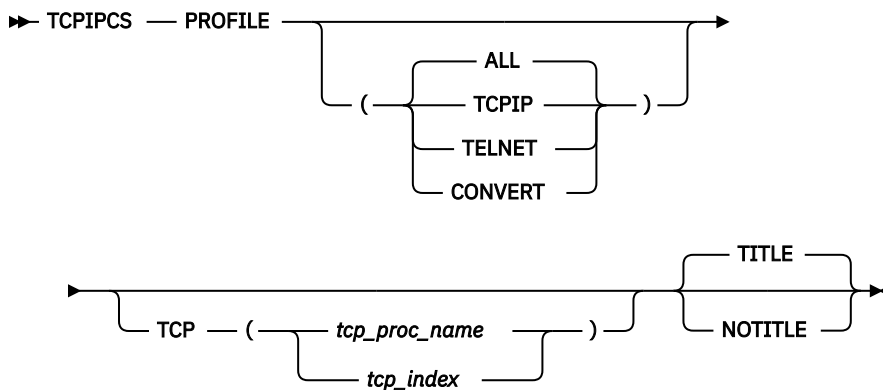 TCPIPCS PROFILE
ALL
( TCPIP )
TELNET
CONVERT
TITLE
TCP ( tcp_proc_name ) NOTITLE
tcp_index